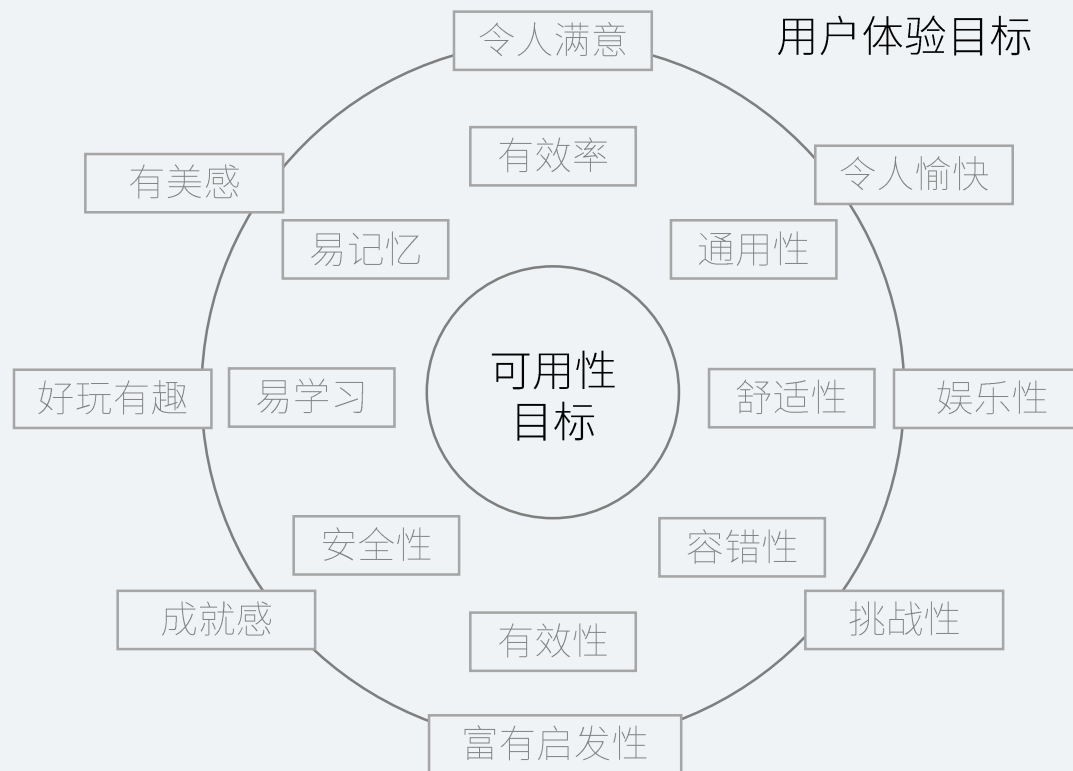 用户体验目标
令人满意
有效率
令人愉快
有美感
易记忆
通用性
可用性
目标
好玩有趣
易学习
舒适性
娱乐性
安全性
容错性
成就感
有效性
挑战性
富有启发性